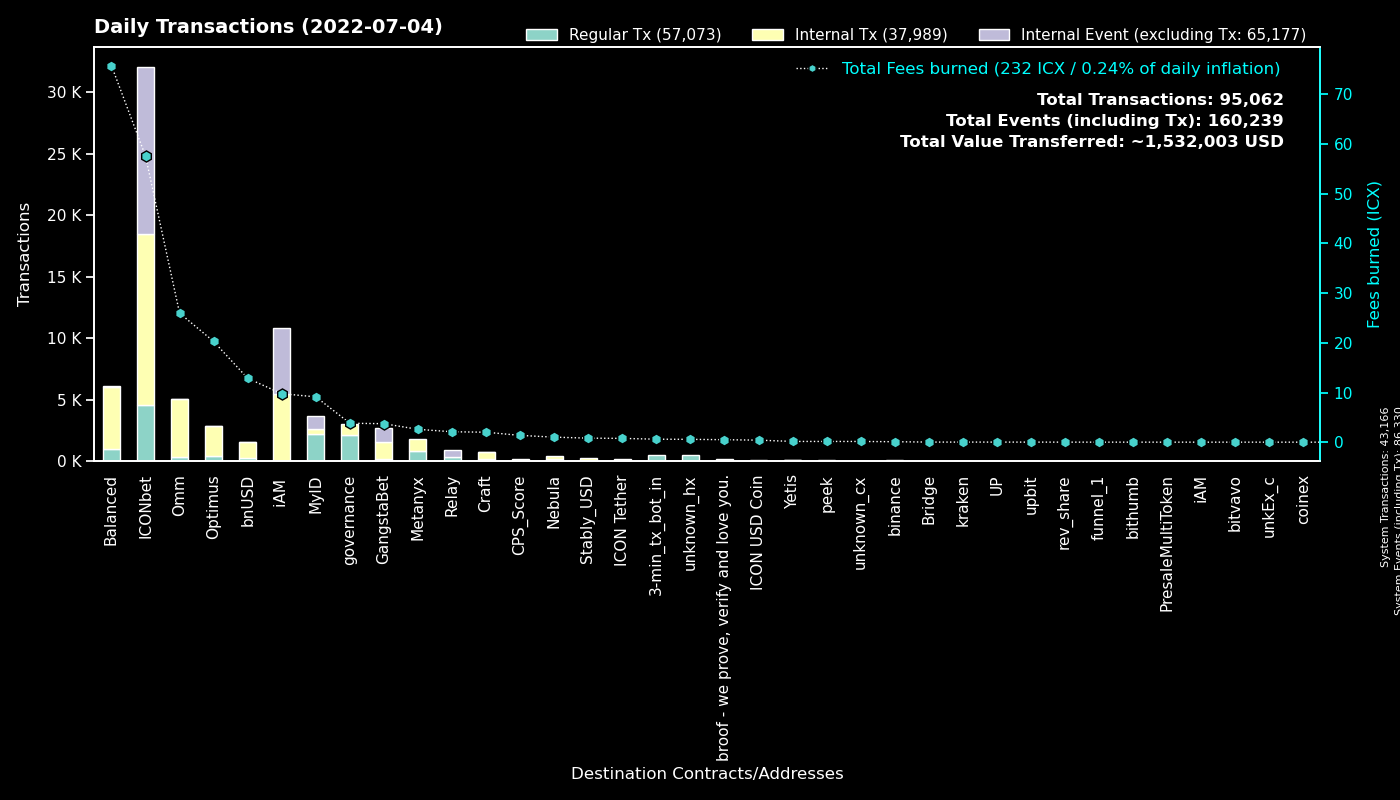 Daily Transactions (2022-07-04)
Regular Tx (57,073)
Internal Tx (37,989)
Internal Event (excluding Tx: 65,177)
Total Fees burned (232 ICX / 0.24% of daily inflation)
Total Transactions: 95,062
Total Events (including Tx): 160,239
Total Value Transferred: ~1,532,003 USD
Transactions
30 K
25 K
20 K
15 K
10 K
5 K
0 K
70
60
50
40
30
20
10
0
Fees burned (ICX)
Balanced
ICONbet
Omm
Optimus
bnUSD
iAM
MyID
governance
GangstaBet
Metanyx
Relay
Craft
CPS_Score
Nebula
Stably_USD
ICON Tether
3-min_tx_bot_in
unknown_hx
broof - we prove, verify and love you.
ICON USD Coin
Yetis
peek
unknown_cx
binance
Bridge
kraken
UP
upbit
rev_share
funnel_1
bithumb
PresaleMultiToken
iAM
bitvavo
unkEx_c
coinex
Destination Contracts/Addresses
System Transactions: 43,166
System Events (including Tx): 86,330